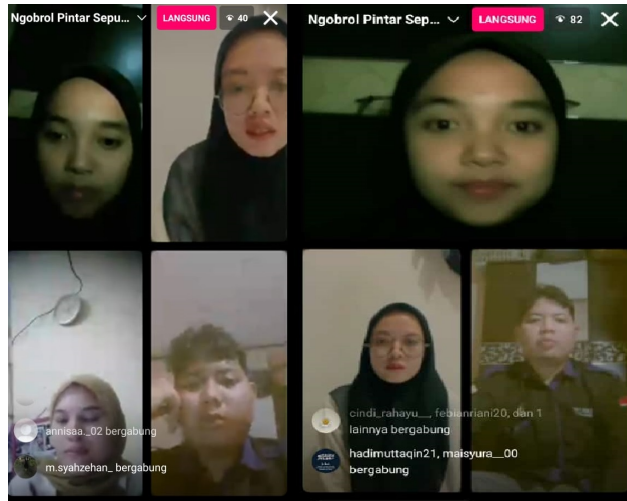 Ngobrol Pintar Sepu...
LANGSUNG
40
annisaa._02 bergabung
m.syahzehan_ bergabung
Ngobrol Pintar Sep...
LANGSUNG
82
cindi_rahayu__, febianriani20, dan 1
lainnya bergabung
hadimuttaqin21, maisyura__00
bergabung